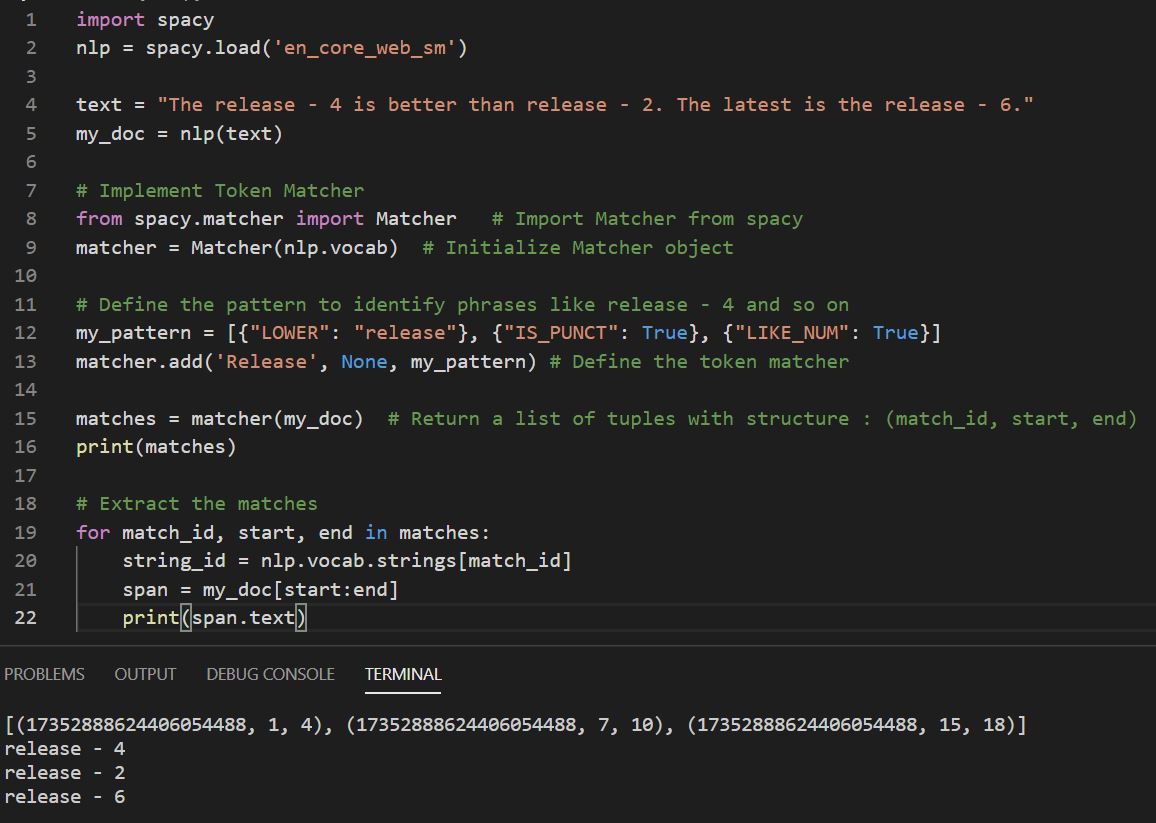 1 import spacy
2 nlp = spacy.load('en_core_web_sm')
3
4 text = "The release - 4 is better than release - 2. The latest is the release - 6."
5 my_doc = nlp(text)
6
7 # Implement Token Matcher
8 from spacy.matcher import Matcher   # Import Matcher from spacy
9 matcher = Matcher(nlp.vocab)  # Initialize Matcher object
10
11 # Define the pattern to identify phrases like release - 4 and so on
12 my_pattern = [{"LOWER": "release"}, {"IS_PUNCT": True}, {"LIKE_NUM": True}]
13 matcher.add('Release', None, my_pattern) # Define the token matcher
14
15 matches = matcher(my_doc)  # Return a list of tuples with structure : (match_id, start, end)
16 print(matches)
17
18 # Extract the matches
19 for match_id, start, end in matches:
20     string_id = nlp.vocab.strings[match_id]
21     span = my_doc[start:end]
22     print(span.text)
PROBLEMS OUTPUT DEBUG CONSOLE TERMINAL
[(17352888624406054488, 1, 4), (17352888624406054488, 7, 10), (17352888624406054488, 15, 18)]
release - 4
release - 2
release - 6